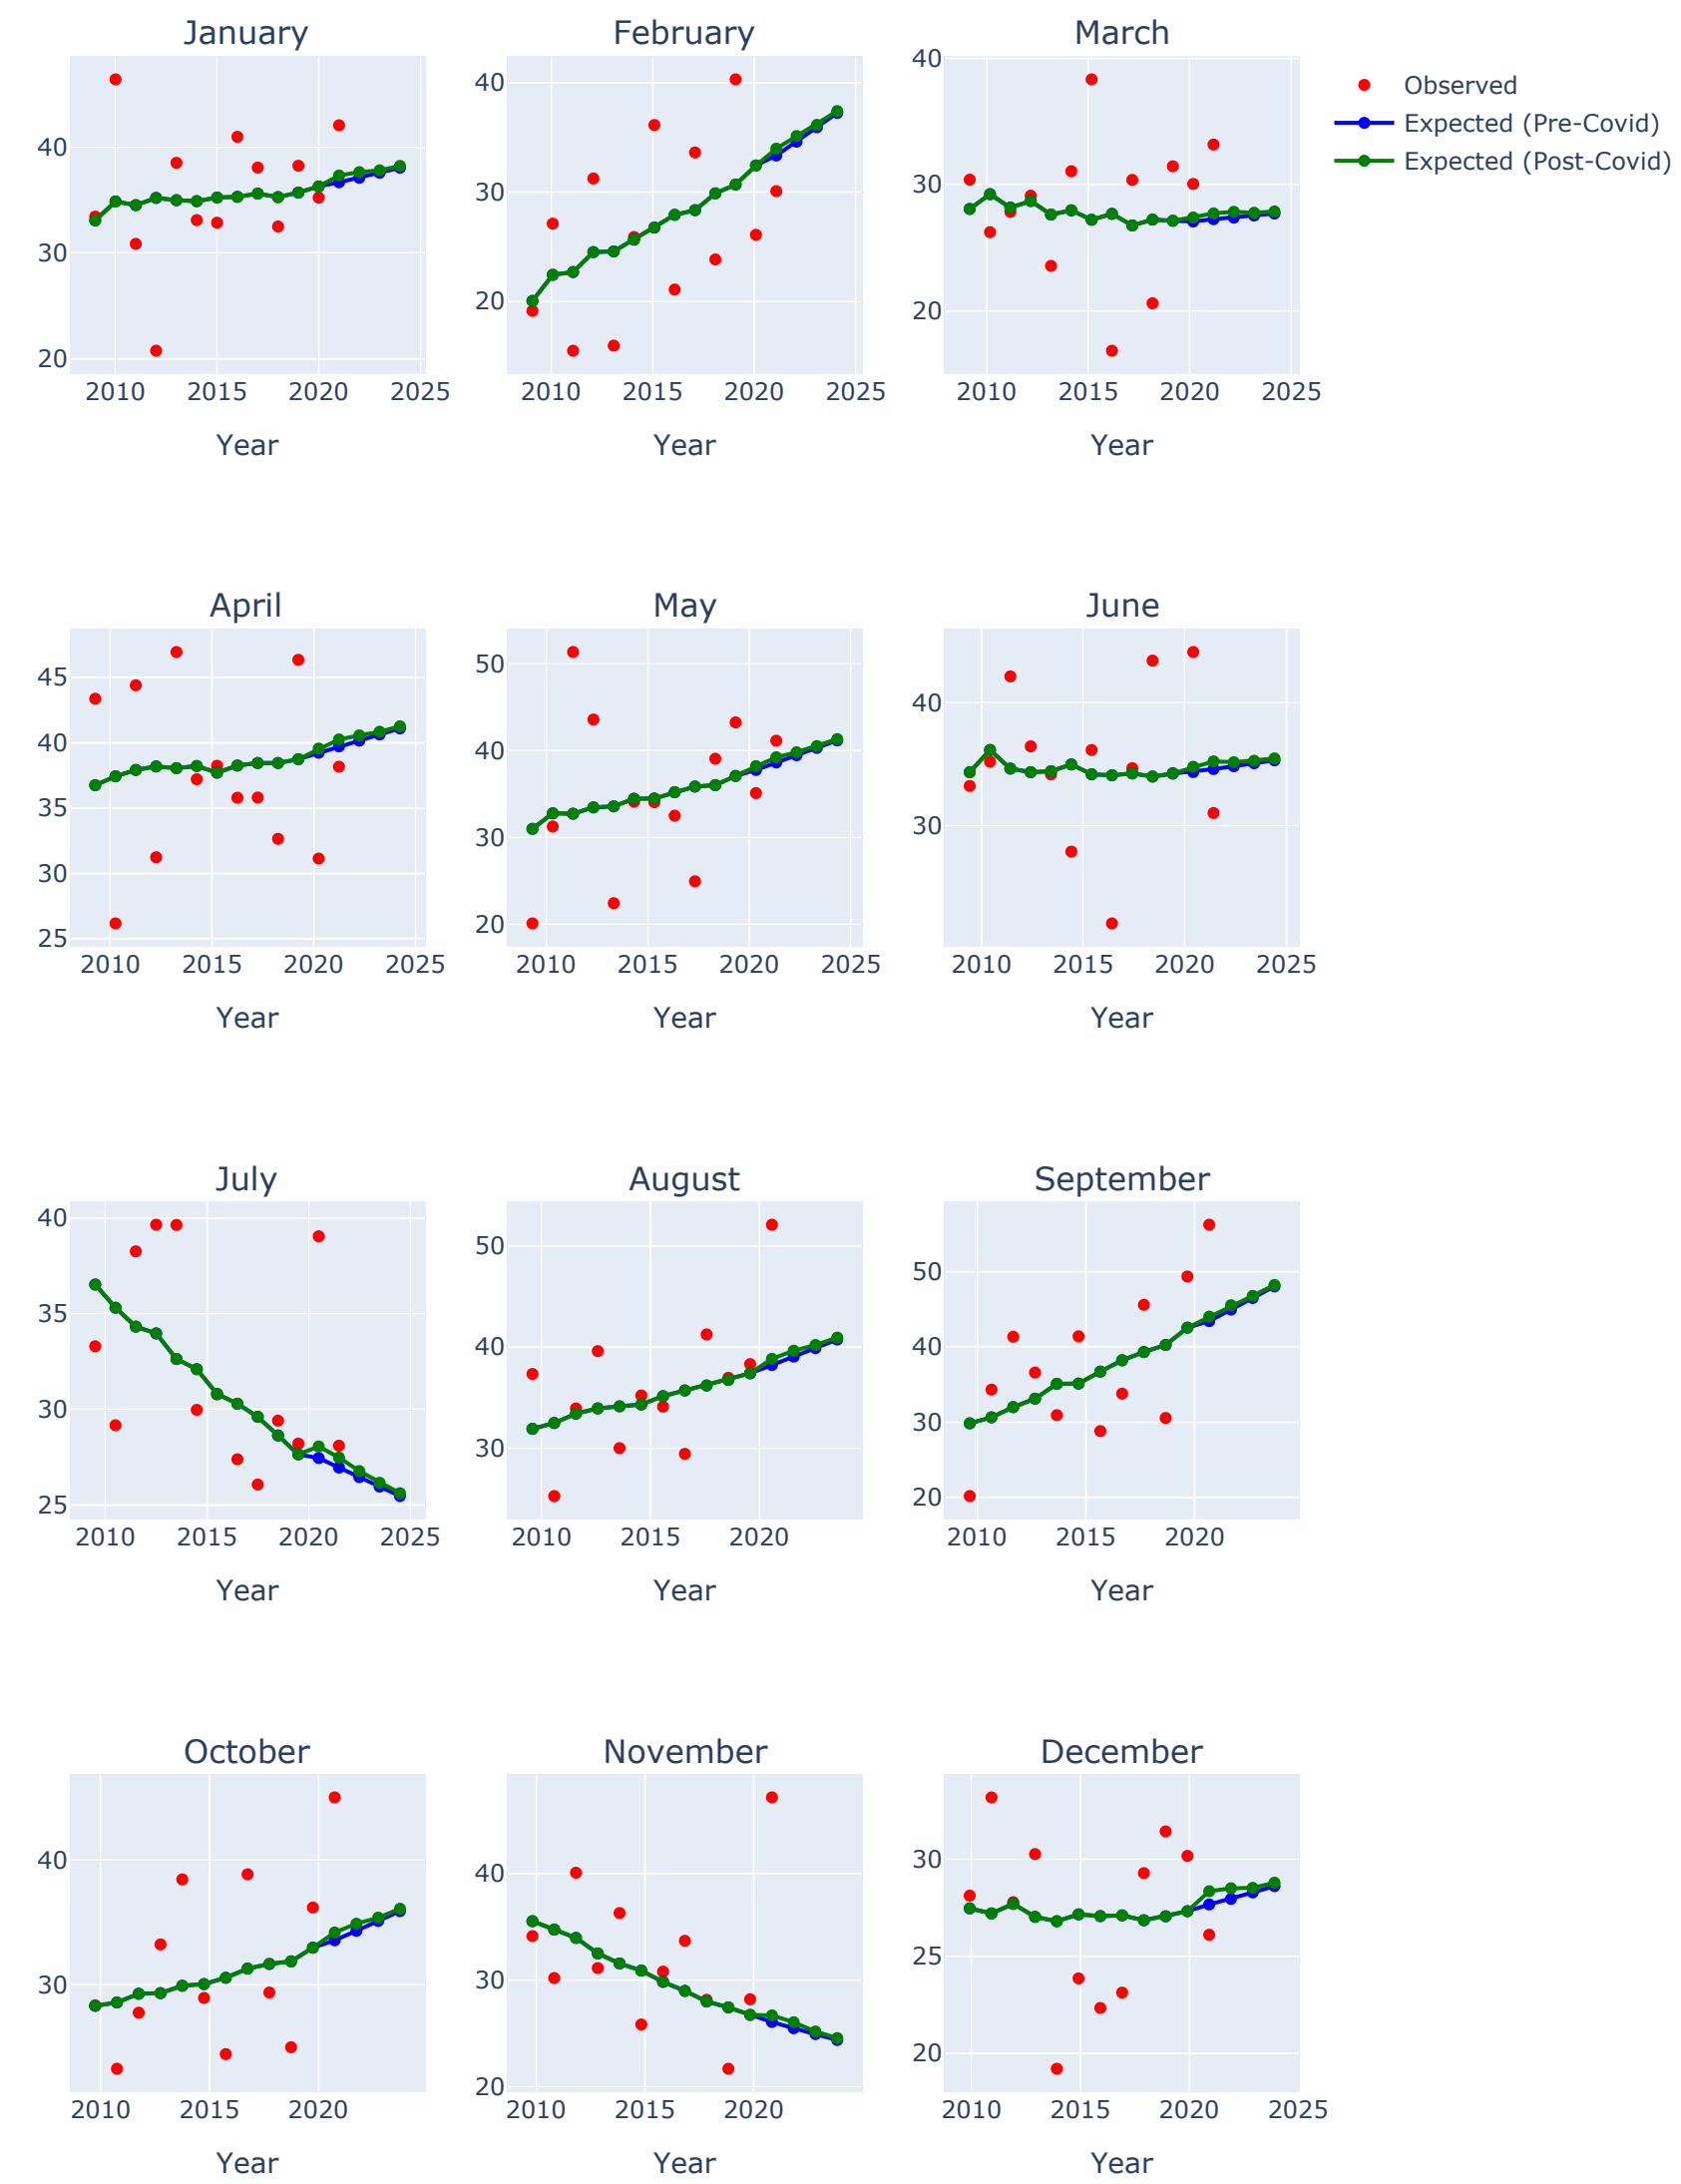 January February March
40
30
20
2010 2015 2020 2025
Year
40
30
20
2010 2015 2020 2025
Year
40
30
20
2010 2015 2020 2025
Year
Observed
Expected (Pre-Covid)
Expected (Post-Covid)
April May June
45
40
35
30
25
2010 2015 2020 2025
Year
50
40
30
20
2010 2015 2020 2025
Year
40
30
2010 2015 2020 2025
Year
July August September
40
35
30
25
2010 2015 2020 2025
Year
50
40
30
2010 2015 2020
Year
50
40
30
20
2010 2015 2020
Year
October November December
40
30
2010 2015 2020
Year
40
30
20
2010 2015 2020
Year
30
25
20
2010 2015 2020 2025
Year